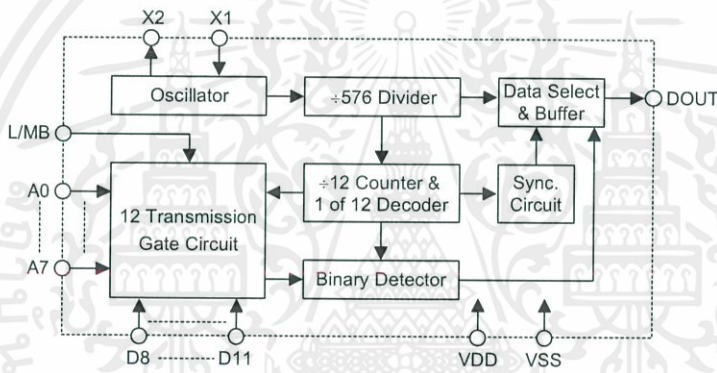 X2 X1
Oscillator
÷576 Divider
Data Select
& Buffer
DOUT
L/MB
A0
A7
12 Transmission
Gate Circuit
÷12 Counter &
1 of 12 Decoder
Sync.
Circuit
Binary Detector
D8 D11
VDD VSS